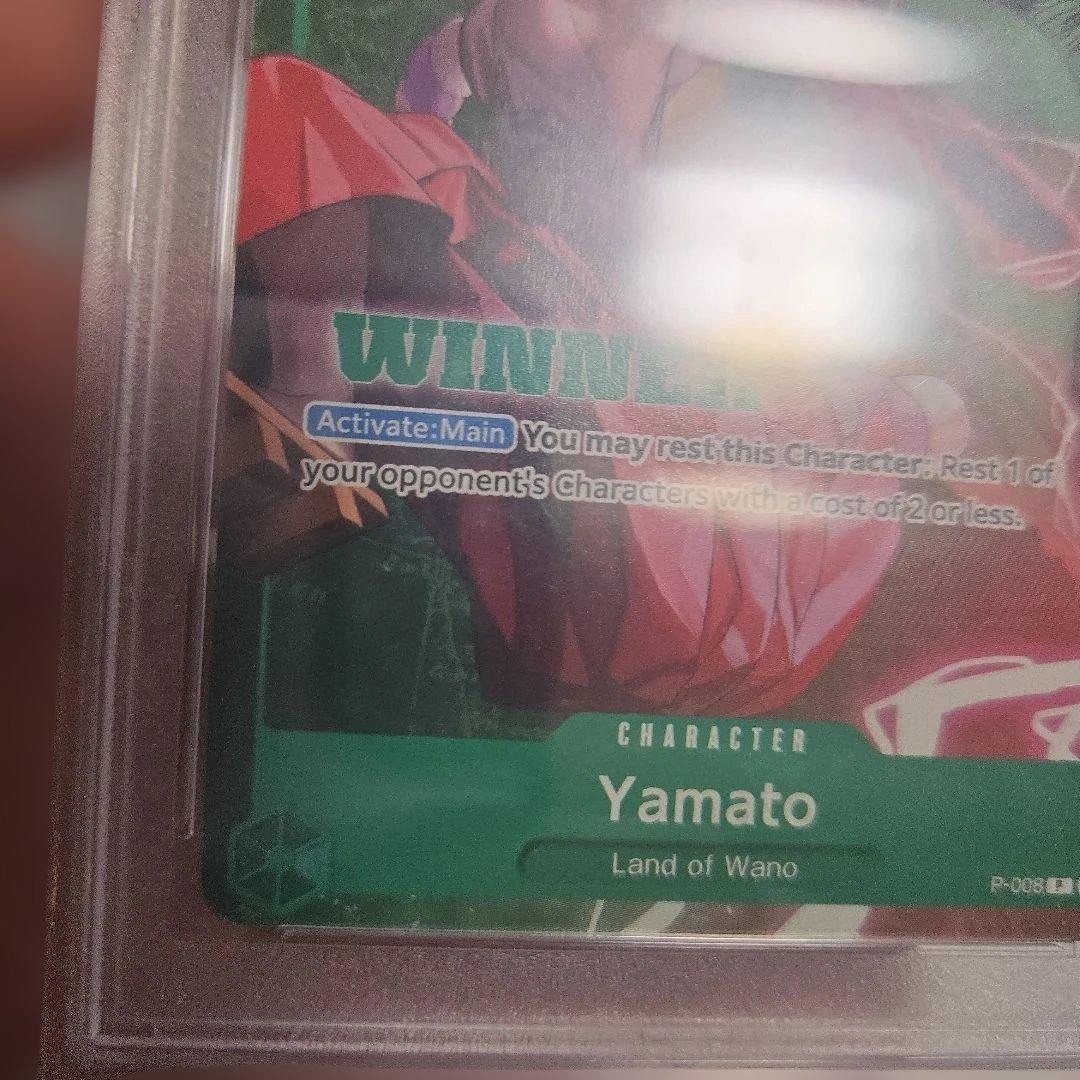 WINNER
Activate:Main You may rest this Character: Rest 1 of
your opponent's Characters with a cost of 2 or less.
CHARACTER
Yamato
Land of Wano
P-008 P